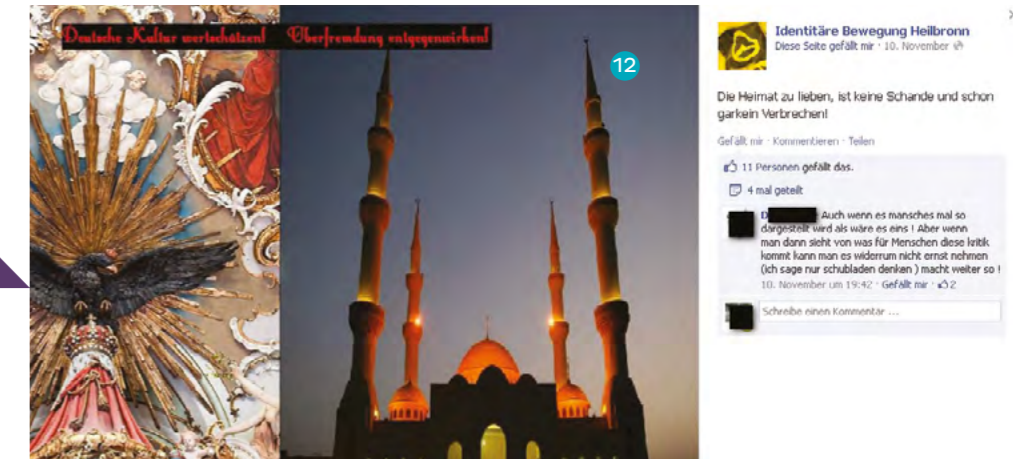 Deutsche Kultur wertschätzen! Überfremdung entgegenwirken!
12
Identitäre Bewegung Heilbronn
Diese Seite gefällt mir · 10. November
Die Heimat zu lieben, ist keine Schande und schon
garkein Verbrechen!
Gefällt mir · Kommentieren · Teilen
11 Personen gefällt das.
4 mal geteilt
D Auch wenn es mansches mal so
dargestellt wird als wäre es eins ! Aber wenn
man dann sieht von was für Menschen diese kritik
kommt kann man es widerrum nicht ernst nehmen
(ich sage nur schubladen denken ) macht weiter so !
10. November um 19:42 · Gefällt mir · 2
Schreibe einen Kommentar ...